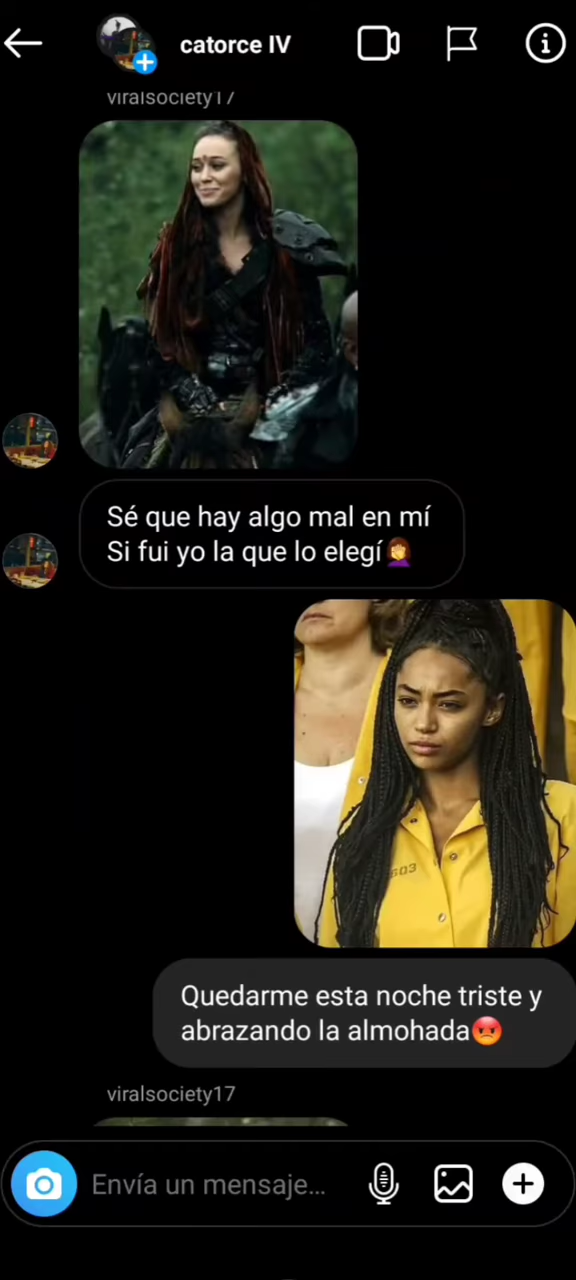 catorce IV
viralsociety17
Sé que hay algo mal en mí
Si fui yo la que lo elegí🤦🏽‍♀️
603
Quedarme esta noche triste y
abrazando la almohada😡
viralsociety17
Envía un mensaje...